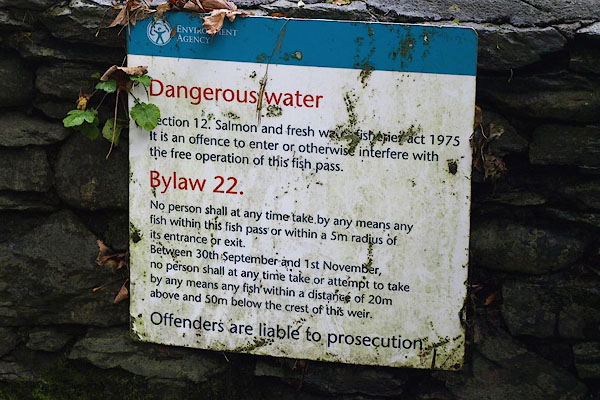 ENVIRONMENT
AGENCY
Dangerous water
Section 12. Salmon and fresh water fisheries act 1975
It is an offence to enter or otherwise interfere with
the free operation of this fish pass.
Bylaw 22.
No person shall at any time take by any means any
fish within this fish pass or within a 5m radius of
its entrance or exit.
Between 30th September and 1st November,
no person shall at any time take or attempt to take
by any means any fish within a distance of 20m
above and 50m below the crest of this weir.
Offenders are liable to prosecution